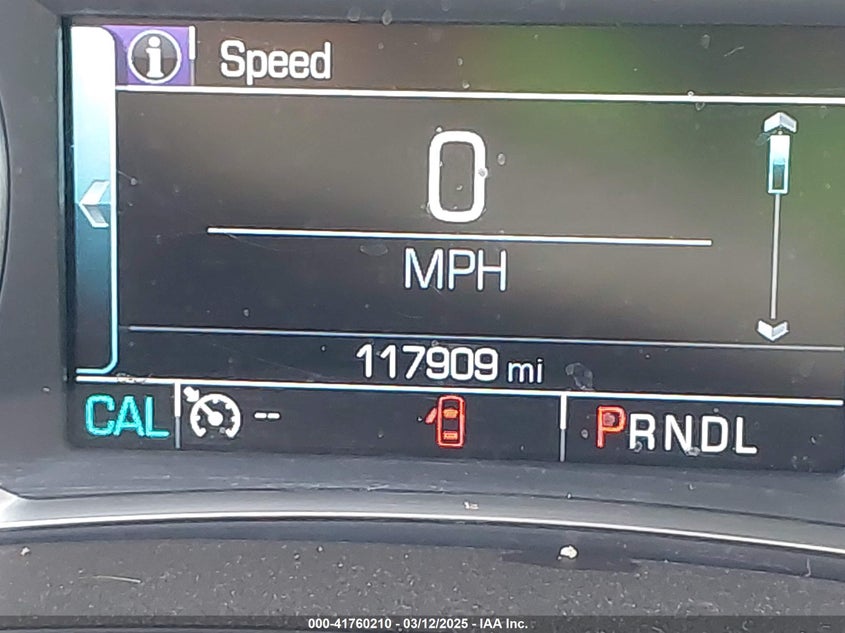 Speed
0
MPH
117909 mi
CAL -- PRNDL
000-41760210 - 03/12/2025 - IAA Inc.